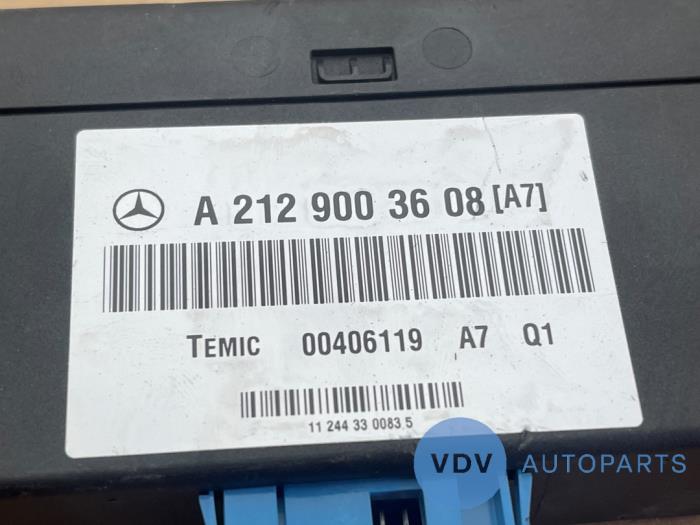 A 212 900 36 08 [A7]
TEMIC 00406119 A7 Q1
11 244 33 0083 5
VDV AUTOPARTS